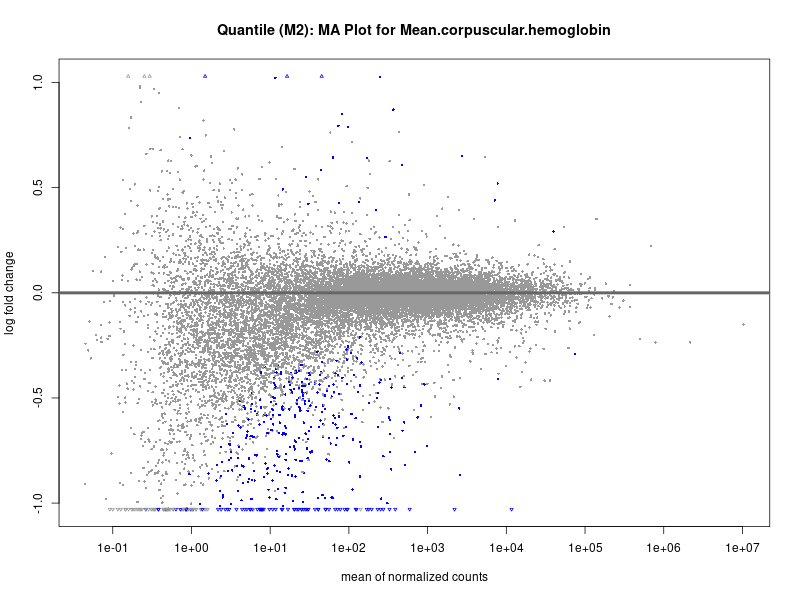 Quantile (M2): MA Plot for Mean.corpuscular.hemoglobin
1.0
0.5
0.0
-0.5
-1.0
log fold change
1e-01 1e+00 1e+01 1e+02 1e+03 1e+04 1e+05 1e+06 1e+07
mean of normalized counts